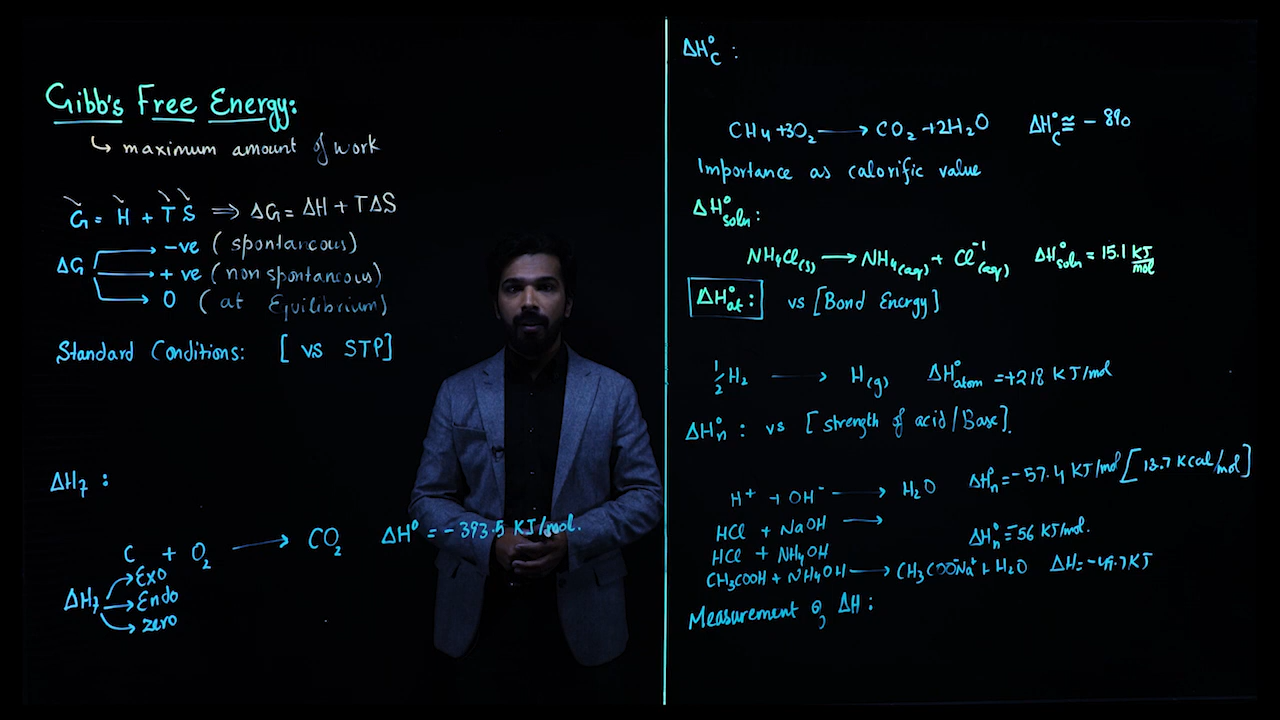 Gibb's Free Energy:
↳ maximum amount of work
G = H + TS ⇒ ΔG = ΔH + TΔS
ΔG
→ -ve (spontaneous)
→ +ve (non spontaneous)
→ 0 (at Equilibrium)
Standard Conditions: [vs STP]
ΔHf :
C + O₂ → CO₂ ΔH° = -393.5 KJ/mol.
ΔHf
→ Exo
→ Endo
→ zero
ΔH°c :
CH4 + 3O₂ → CO₂ + 2H₂O ΔH°c ≅ - 890
Importance as calorific value
ΔH°soln :
NH4Cl(s) → NH4(aq) + Cl⁻¹(aq) ΔH°soln = 15.1 KJ/mol
ΔH°at : vs [Bond Energy]
½H₂ → H(g) ΔH°atom = +218 KJ/mol
ΔH°n : vs [strength of acid/Base].
H⁺ + OH⁻ → H₂O ΔH°n = -57.4 KJ/mol [13.7 Kcal/mol]
HCl + NaOH →
HCl + NH4OH ΔH°n = 56 KJ/mol.
CH3COOH + NH4OH → CH3COO⁻Na⁺ + H₂O ΔH = -49.7 KJ
Measurement of ΔH :